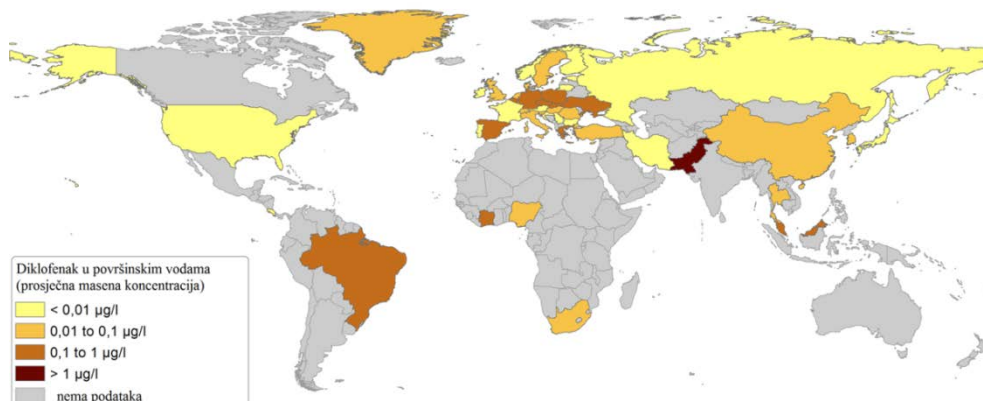 Diklofenak u površinskim vodama
(prosječna masena koncentracija)
< 0,01 µg/l
0,01 to 0,1 µg/l
0,1 to 1 µg/l
> 1 µg/l
nema podataka